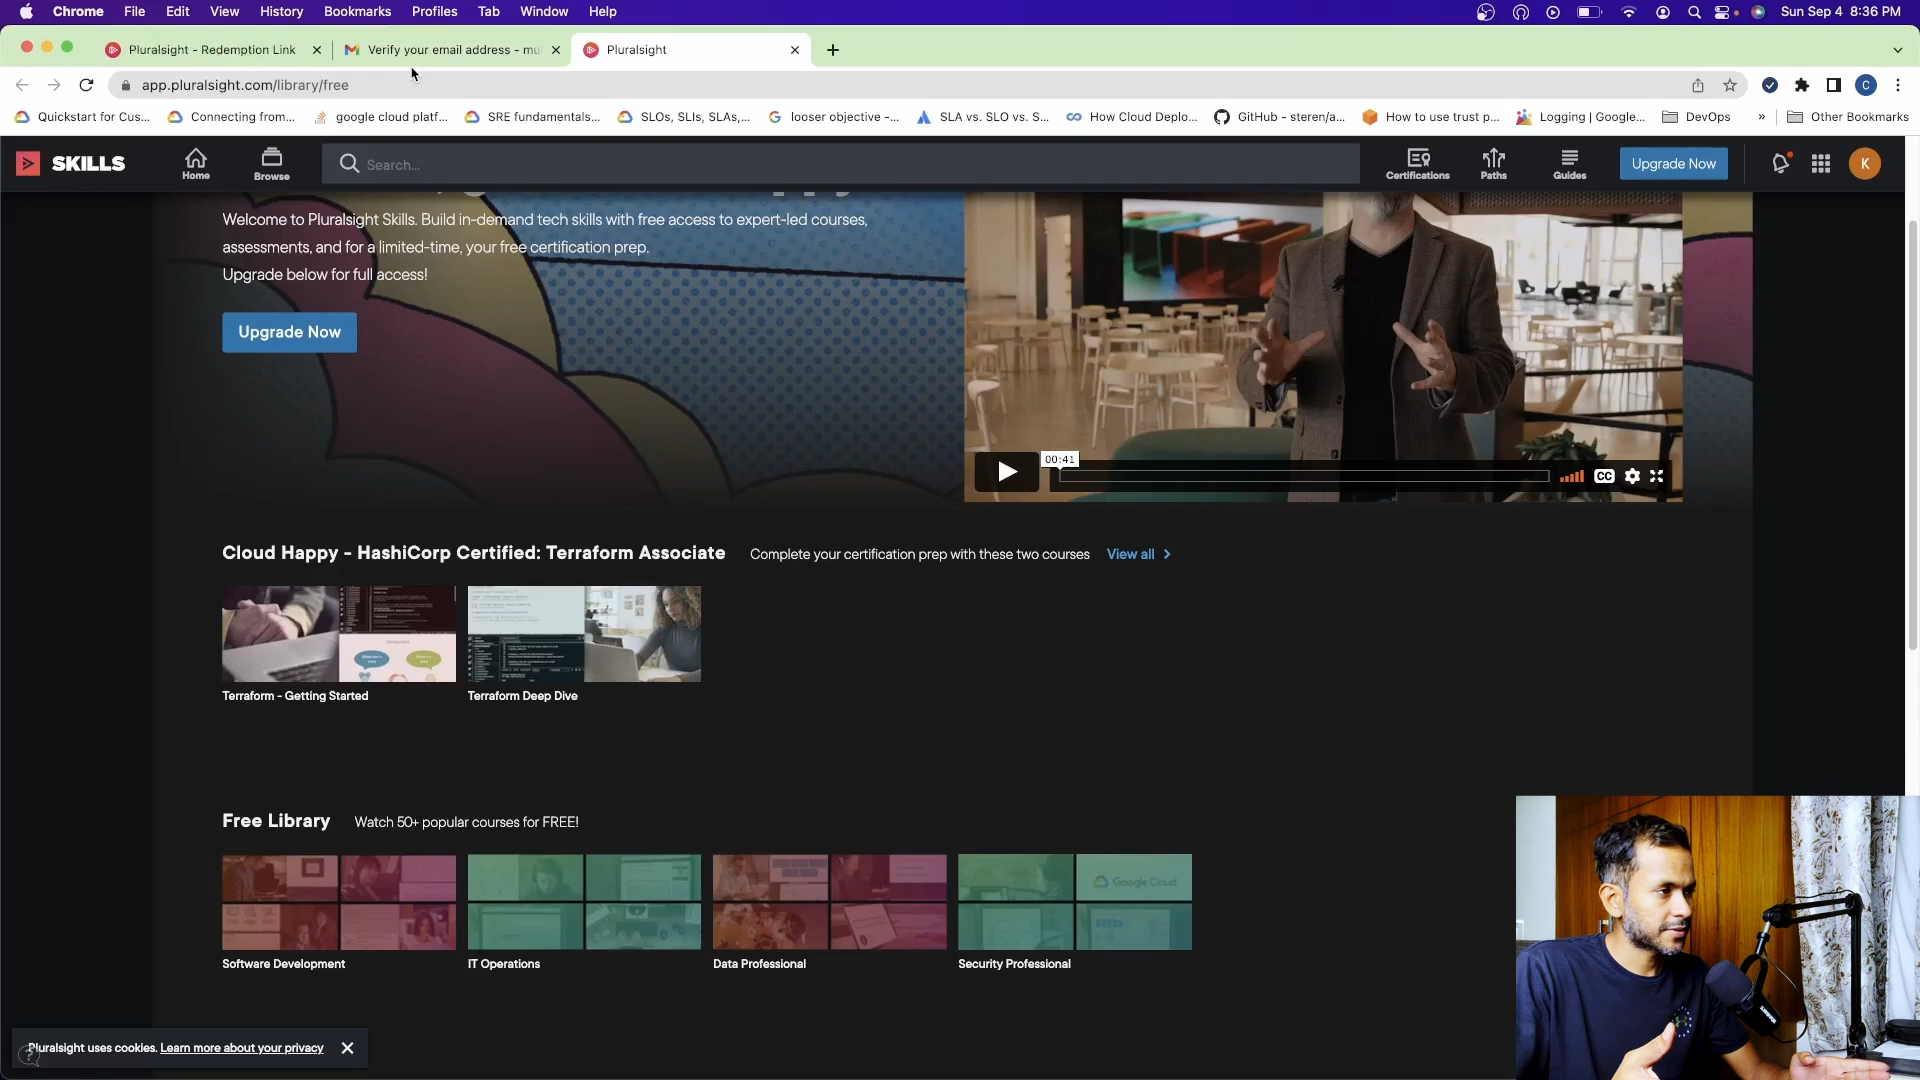 Chrome File Edit View History Bookmarks Profiles Tab Window Help Sun Sep 4 8:36 PM
Pluralsight - Redemption Link Verify your email address - mu Pluralsight
app.pluralsight.com/library/free C
Quickstart for Cus... Connecting from... google cloud platf... SRE fundamentals... SLOs, SLIs, SLAs,... looser objective -... SLA vs. SLO vs. S... How Cloud Deplo... GitHub - steren/a... How to use trust p... Logging | Google... DevOps » Other Bookmarks
SKILLS Home Browse Search... Certifications Paths Guides Upgrade Now K
Welcome to Pluralsight Skills. Build in-demand tech skills with free access to expert-led courses,
assessments, and for a limited-time, your free certification prep.
Upgrade below for full access!
Upgrade Now
00:41
CC
Cloud Happy - HashiCorp Certified: Terraform Associate Complete your certification prep with these two courses View all >
Terraform - Getting Started Terraform Deep Dive
Free Library Watch 50+ popular courses for FREE!
Google Cloud
Software Development IT Operations Data Professional Security Professional
Pluralsight uses cookies. Learn more about your privacy